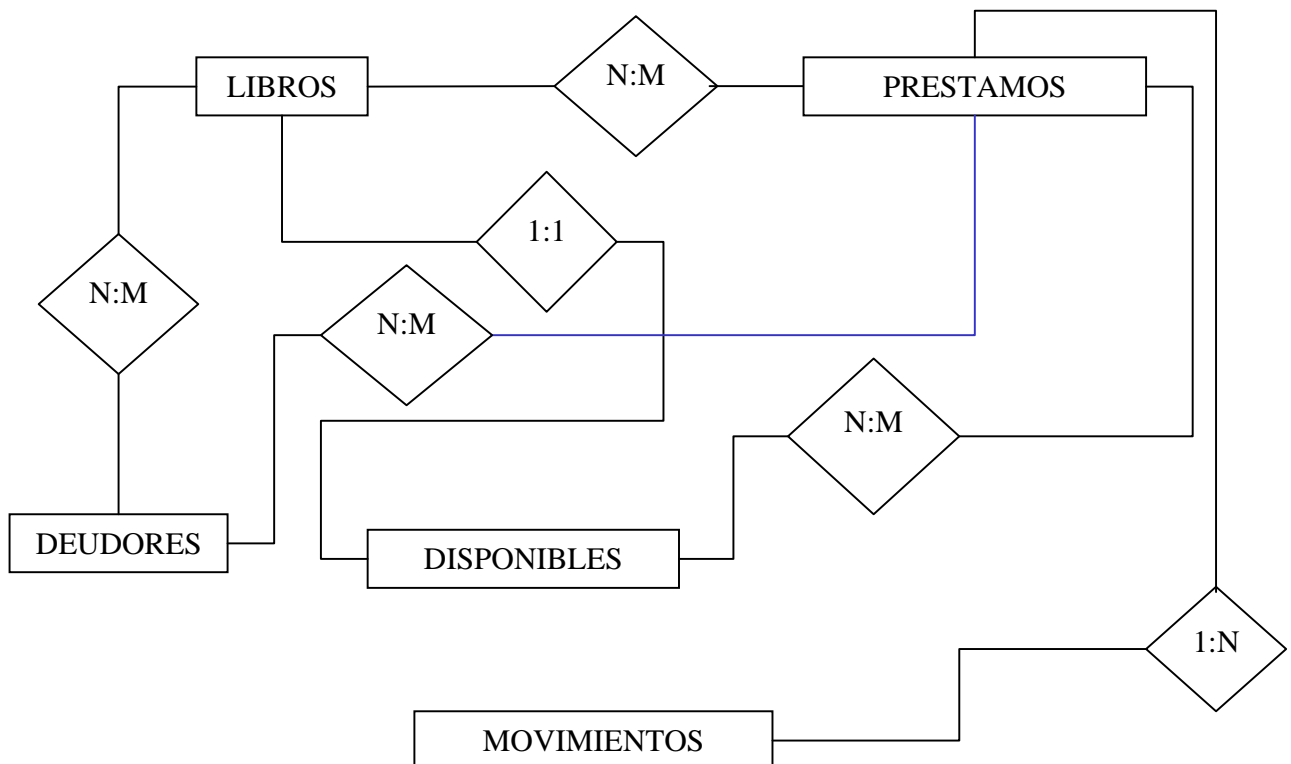 N:M
LIBROS
PRESTAMOS
1:1
N:M
N:M
N:M
DEUDORES
DISPONIBLES
1:N
MOVIMIENTOS